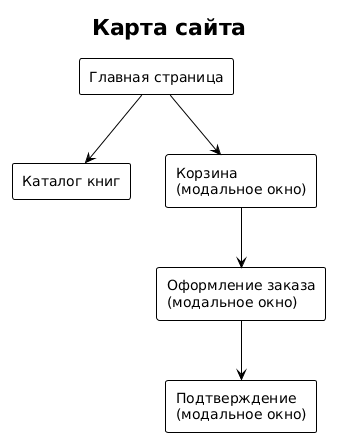 Карта сайта
Главная страница
Каталог книг
Корзина
(модальное окно)
Оформление заказа
(модальное окно)
Подтверждение
(модальное окно)